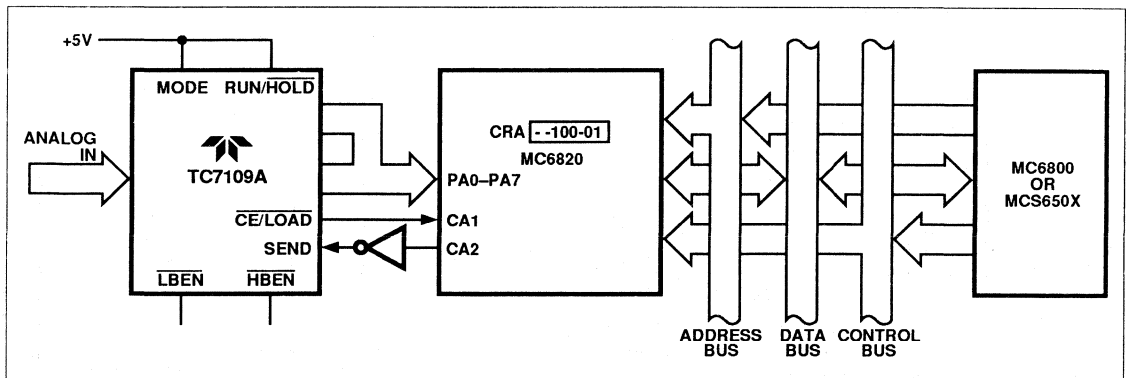 +5V
MODE RUN/HOLD
ANALOG
IN
TC7109A
CE/LOAD
SEND
LBEN HBEN
CRA - -100-01
MC6820
PA0–PA7
CA1
CA2
ADDRESS
BUS
DATA
BUS
CONTROL
BUS
MC6800
OR
MCS650X